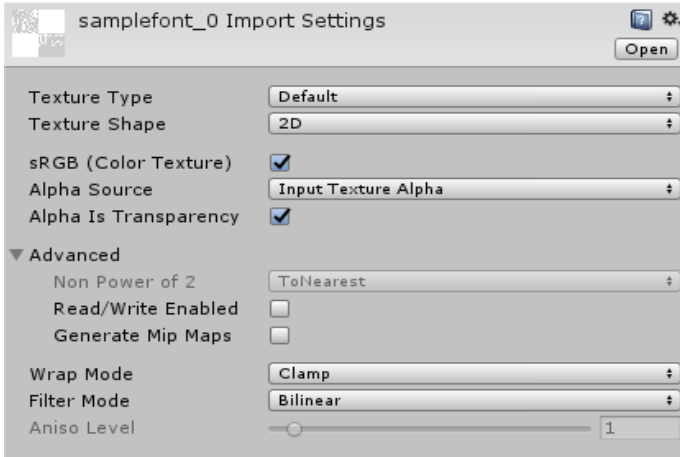 samplefont_0 Import Settings
Open
Texture Type Default
Texture Shape 2D
sRGB (Color Texture)
Alpha Source Input Texture Alpha
Alpha Is Transparency
Advanced
Non Power of 2 ToNearest
Read/Write Enabled
Generate Mip Maps
Wrap Mode Clamp
Filter Mode Bilinear
Aniso Level 1